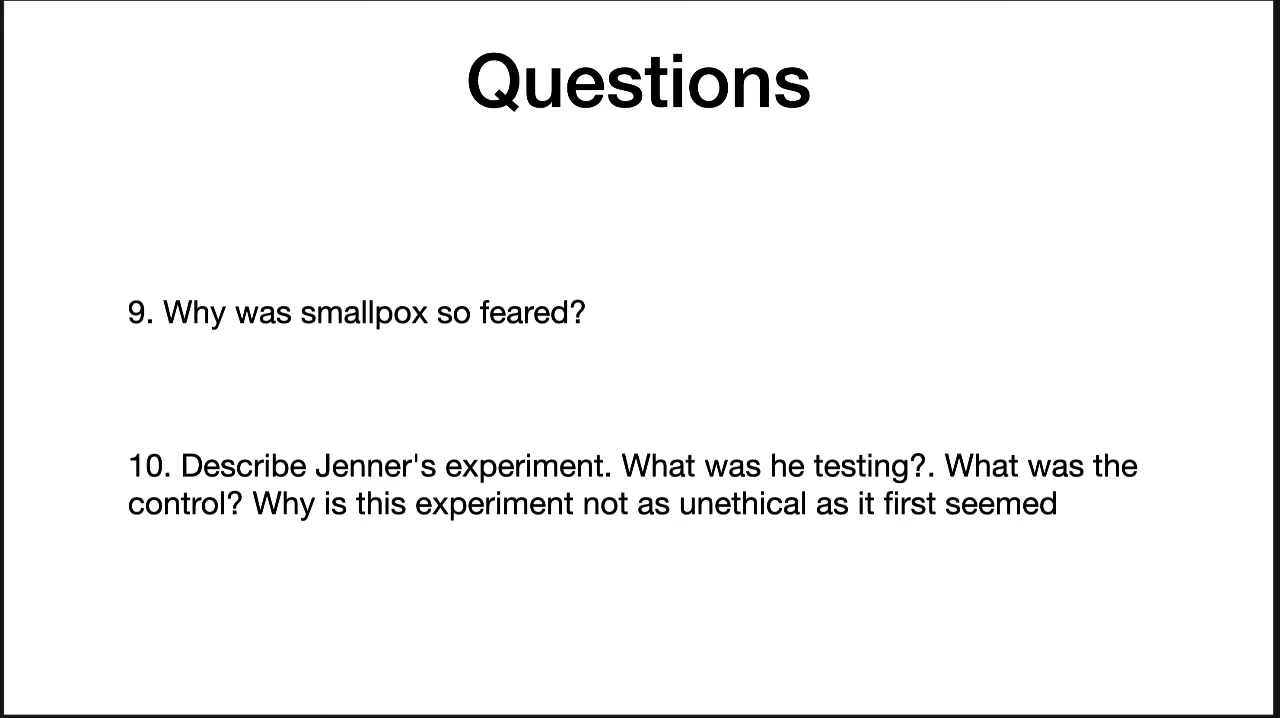 Questions
9. Why was smallpox so feared?
10. Describe Jenner's experiment. What was he testing?. What was the
control? Why is this experiment not as unethical as it first seemed